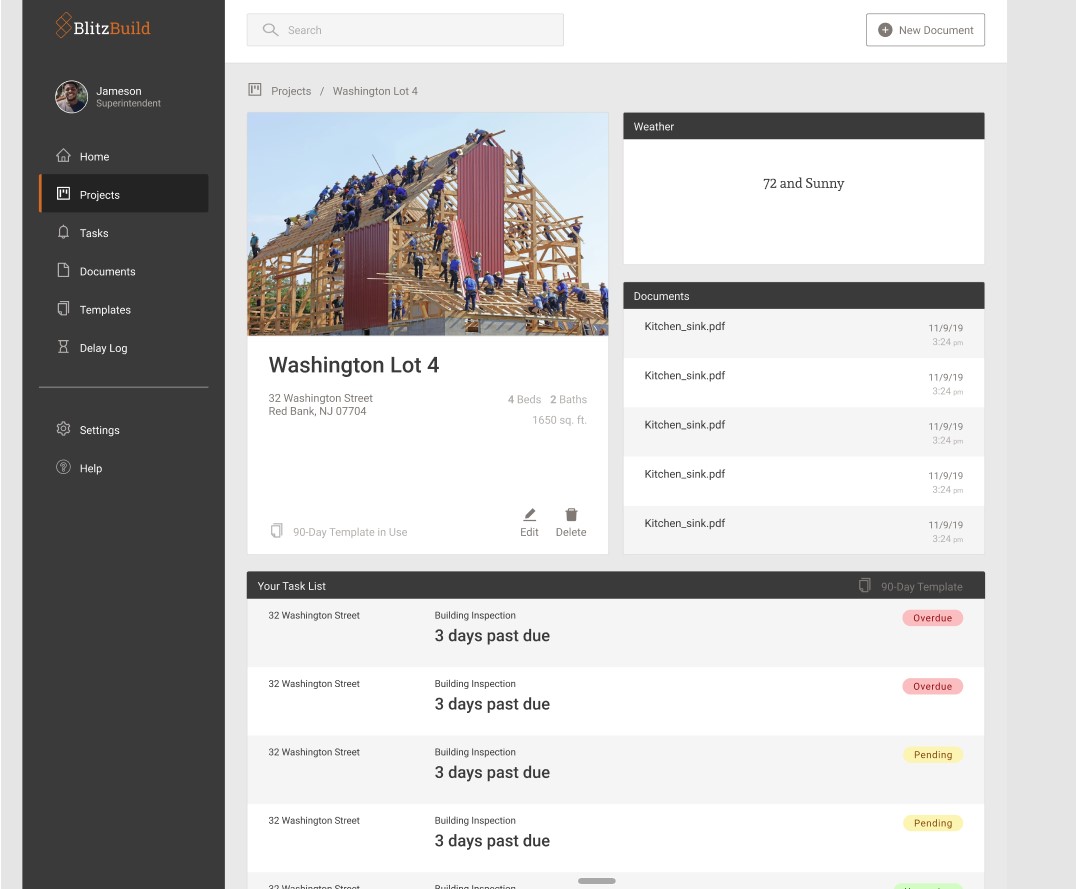 BlitzBuild
Search
New Document
Jameson
Superintendent
Home
Projects
Tasks
Documents
Templates
Delay Log
Settings
Help
Projects / Washington Lot 4
Washington Lot 4
32 Washington Street
Red Bank, NJ 07704
4 Beds 2 Baths
1650 sq. ft.
90-Day Template in Use
Edit
Delete
Weather
72 and Sunny
Documents
Kitchen_sink.pdf 11/9/19
3:24 pm
Kitchen_sink.pdf 11/9/19
3:24 pm
Kitchen_sink.pdf 11/9/19
3:24 pm
Kitchen_sink.pdf 11/9/19
3:24 pm
Kitchen_sink.pdf 11/9/19
3:24 pm
Your Task List 90-Day Template
32 Washington Street Building Inspection Overdue
3 days past due
32 Washington Street Building Inspection Overdue
3 days past due
32 Washington Street Building Inspection Pending
3 days past due
32 Washington Street Building Inspection Pending
3 days past due
32 Washington Street Building Inspection